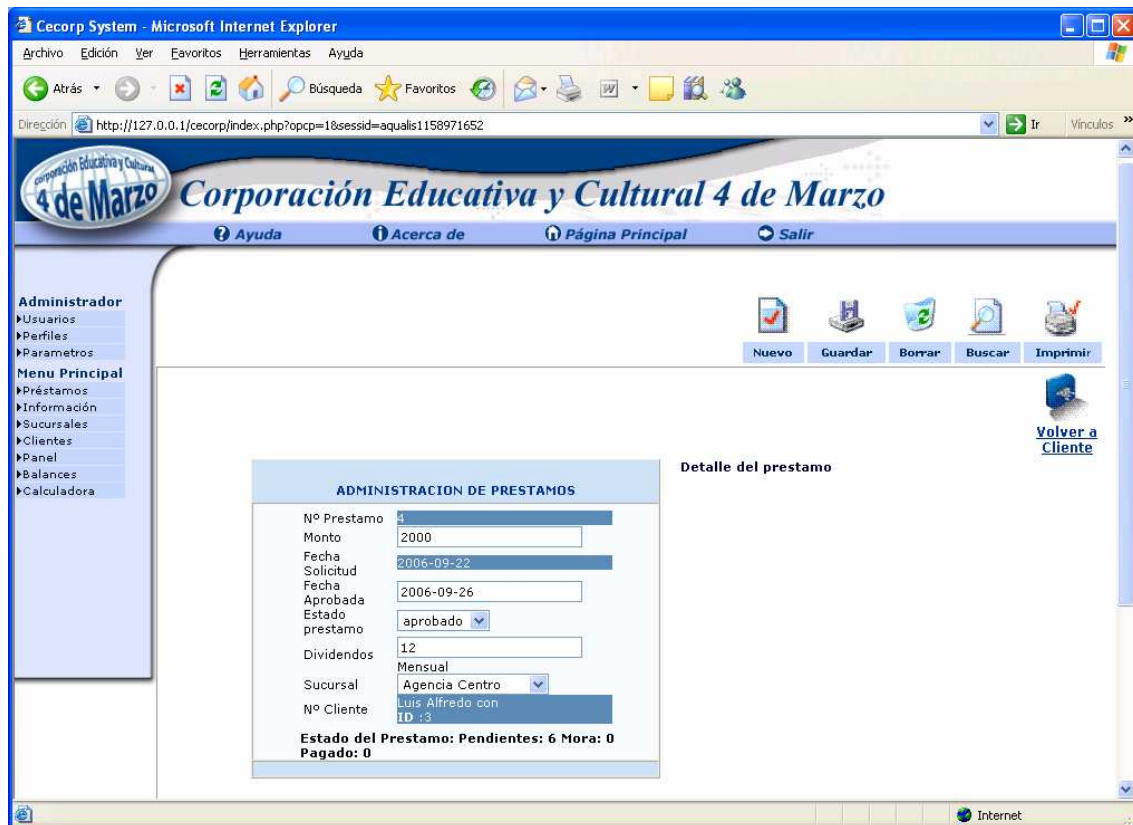 Cecorp System - Microsoft Internet Explorer
Archivo Edición Ver Favoritos Herramientas Ayuda
Atrás Búsqueda Favoritos
Dirección http://127.0.0.1/cecorp/index.php?opcp=1&sessid=aqualis1158971652 Ir Vínculos »
Corporación Educativa y Cultural
4 de Marzo
Corporación Educativa y Cultural 4 de Marzo
Ayuda Acerca de Página Principal Salir
Administrador
Usuarios
Perfiles
Parametros
Menu Principal
Préstamos
Información
Sucursales
Clientes
Panel
Balances
Calculadora
Nuevo Guardar Borrar Buscar Imprimir
Volver a
Cliente
Detalle del prestamo
ADMINISTRACION DE PRESTAMOS
Nº Prestamo 4
Monto 2000
Fecha
Solicitud 2006-09-22
Fecha
Aprobada 2006-09-26
Estado
prestamo aprobado
Dividendos 12
Mensual
Sucursal Agencia Centro
Nº Cliente Luis Alfredo con
ID :3
Estado del Prestamo: Pendientes: 6 Mora: 0
Pagado: 0
Internet